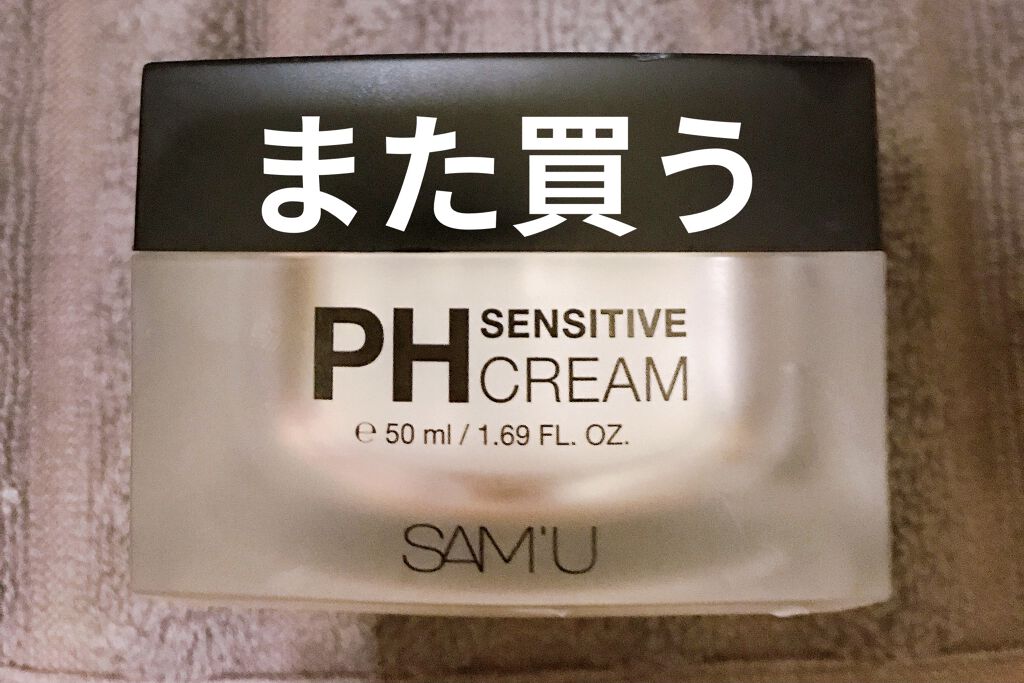 また買う
PH SENSITIVE
CREAM
℮ 50 ml / 1.69 FL. OZ.
SAM'U